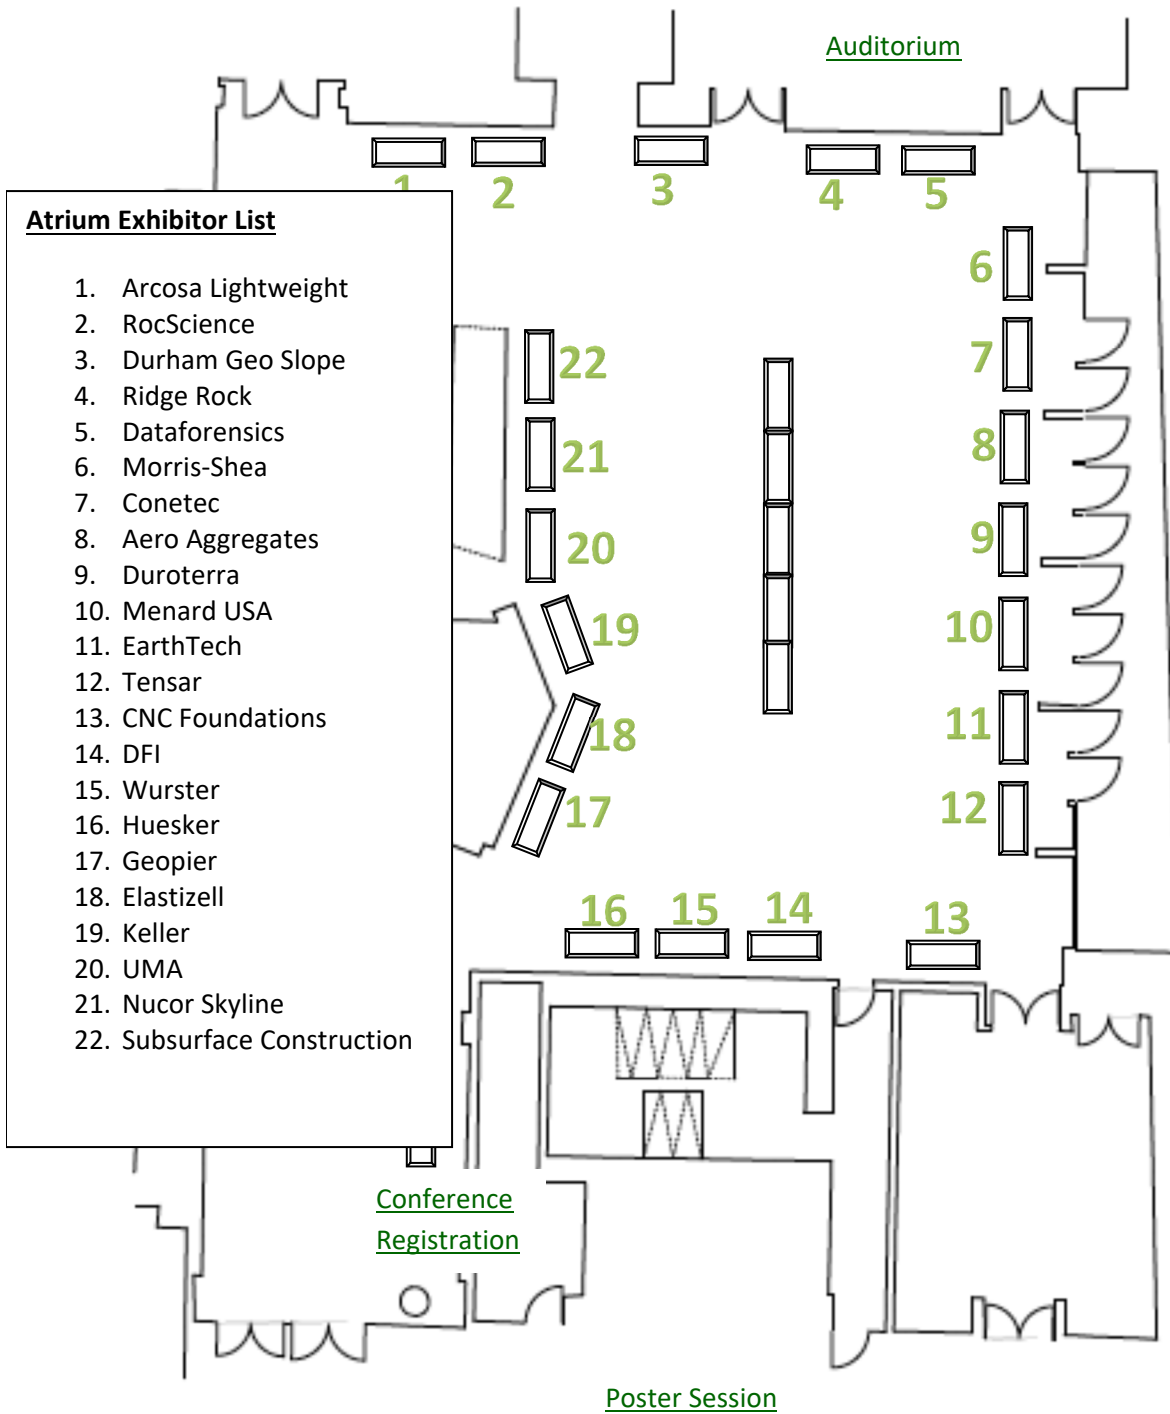 Auditorium
1
2
3
4
5
Atrium Exhibitor List
1. Arcosa Lightweight
2. RocScience
3. Durham Geo Slope
4. Ridge Rock
5. Dataforensics
6. Morris-Shea
7. Conetec
8. Aero Aggregates
9. Duroterra
10. Menard USA
11. EarthTech
12. Tensar
13. CNC Foundations
14. DFI
15. Wurster
16. Huesker
17. Geopier
18. Elastizell
19. Keller
20. UMA
21. Nucor Skyline
22. Subsurface Construction
6
22
7
21
8
20
9
19
10
18
11
17
12
16
15
14
13
Conference
Registration
Poster Session